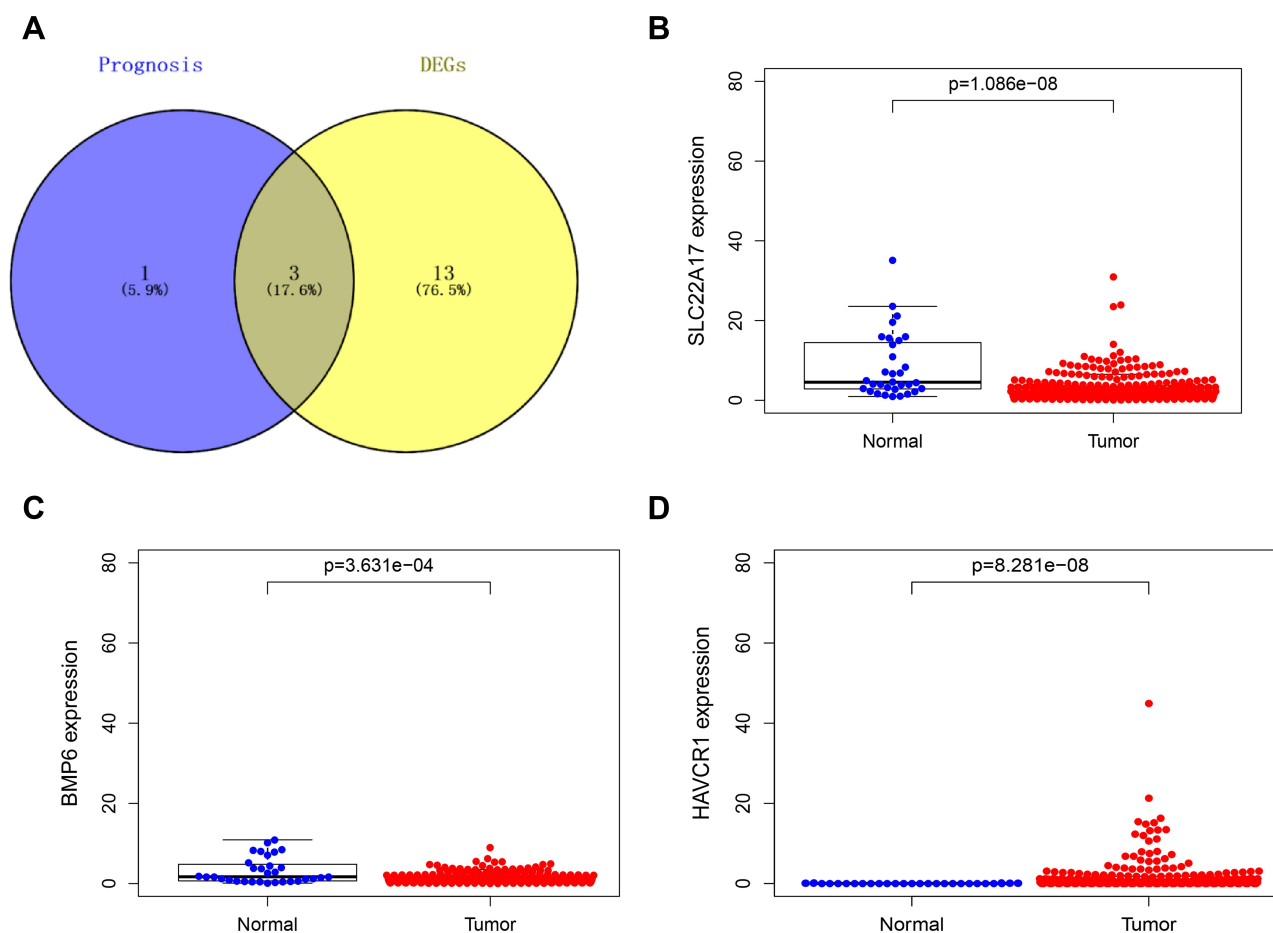 A
Prognosis DEGs
1 3 13
(5.9%) (17.6%) (76.5%)
B
p=1.086e−08
SLC22A17 expression
80
60
40
20
0
Normal Tumor
C
p=3.631e−04
BMP6 expression
80
60
40
20
0
Normal Tumor
D
p=8.281e−08
HAVCR1 expression
80
60
40
20
0
Normal Tumor